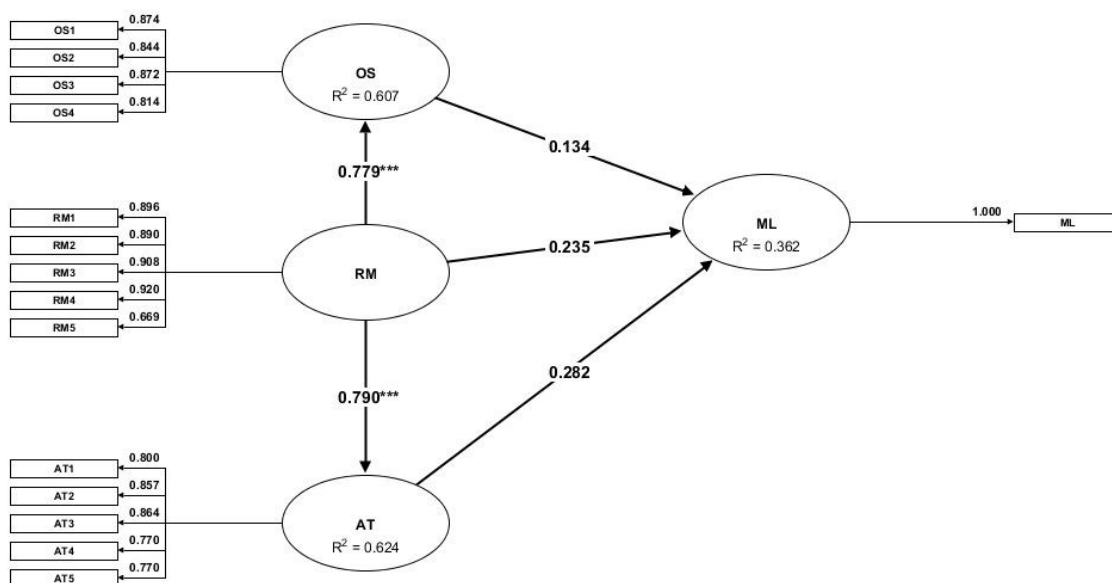 0.874
OS1
0.844
OS2
0.872
OS3
0.814
OS4
OS
R² = 0.607
0.134
0.779***
0.896
RM1
0.890
RM2
0.908
RM3
0.920
RM4
0.669
RM5
RM
0.235
ML
R² = 0.362
1.000
ML
0.790***
0.282
0.800
AT1
0.857
AT2
0.864
AT3
0.770
AT4
0.770
AT5
AT
R² = 0.624